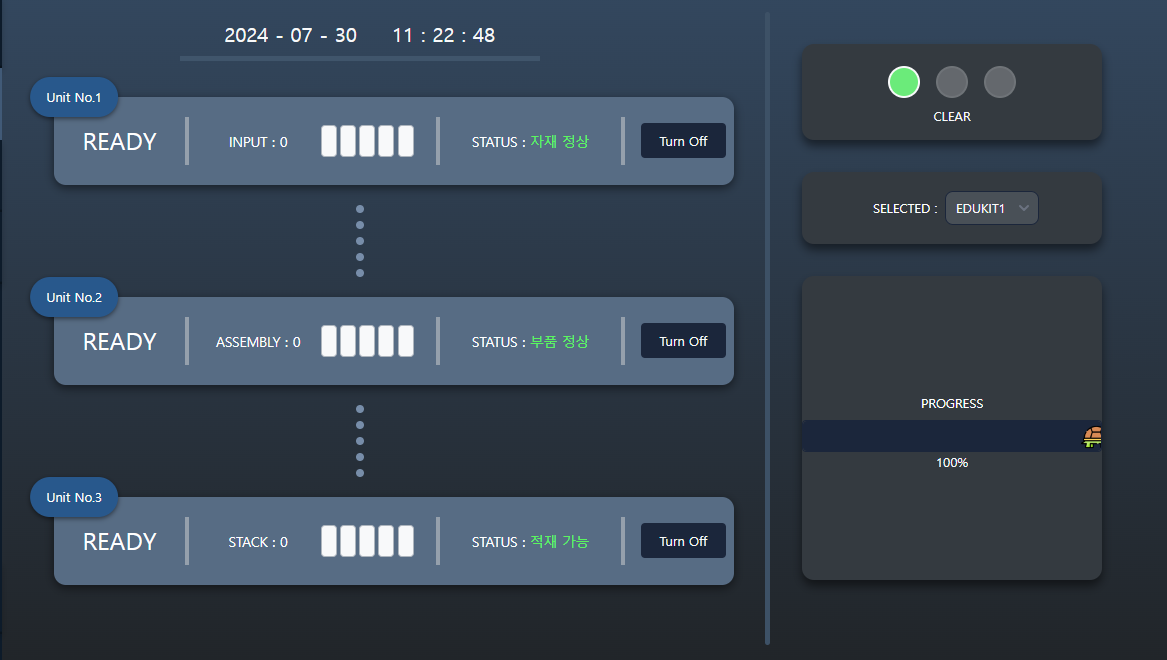 2024 - 07 - 30 11 : 22 : 48
Unit No.1
READY
INPUT : 0
STATUS : 자재 정상
Turn Off
Unit No.2
READY
ASSEMBLY : 0
STATUS : 부품 정상
Turn Off
Unit No.3
READY
STACK : 0
STATUS : 적재 가능
Turn Off
CLEAR
SELECTED : EDUKIT1
PROGRESS
100%